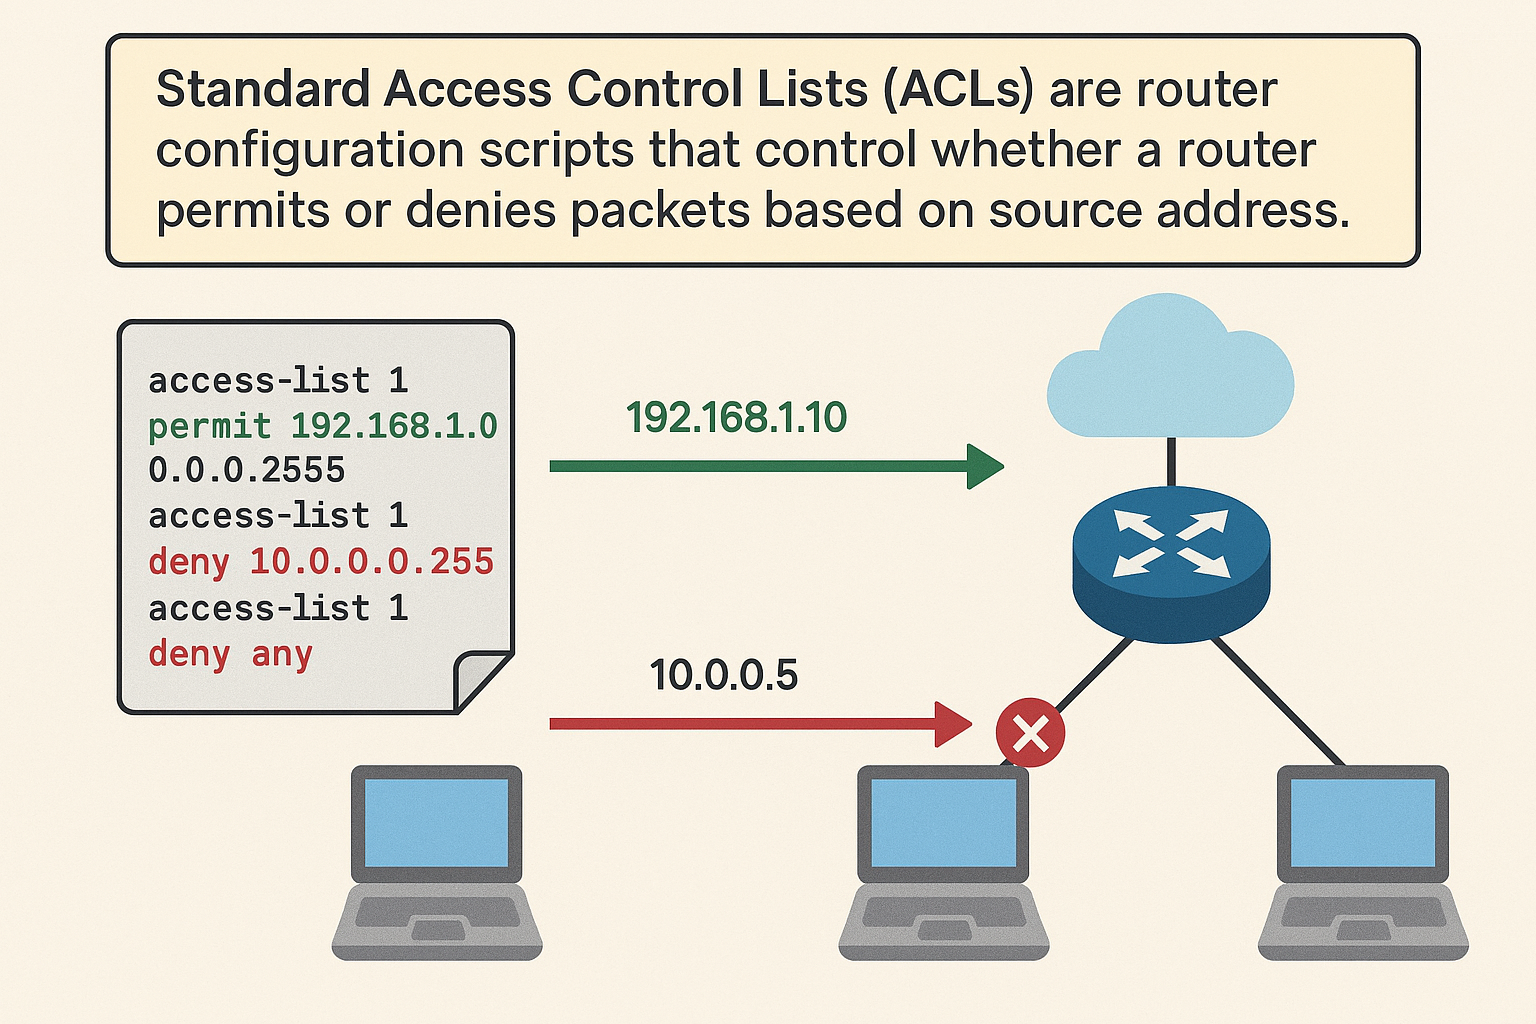 Standard Access Control Lists (ACLs) are router
configuration scripts that control whether a router
permits or denies packets based on source address.
access-list 1
permit 192.168.1.0
0.0.0.2555
access-list 1
deny 10.0.0.0.255
access-list 1
deny any
192.168.1.10
10.0.0.5